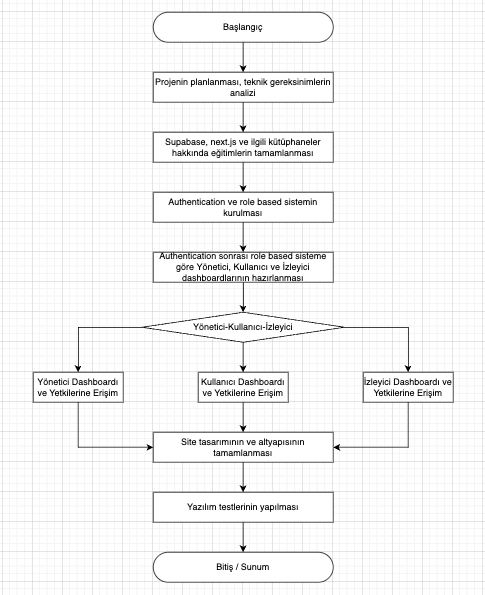 Başlangıç
Projenin planlanması, teknik gereksinimlerin
analizi
Supabase, next.js ve ilgili kütüphaneler
hakkında eğitimlerin tamamlanması
Authentication ve role based sistemin
kurulması
Authentication sonrası role based sisteme
göre Yönetici, Kullanıcı ve İzleyici
dashboardlarının hazırlanması
Yönetici-Kullanıcı-İzleyici
Yönetici Dashboardı
ve Yetkilerine Erişim
Kullanıcı Dashboardı
ve Yetkilerine Erişim
İzleyici Dashboardı ve
Yetkilerine Erişim
Site tasarımının ve altyapısının
tamamlanması
Yazılım testlerinin yapılması
Bitiş / Sunum